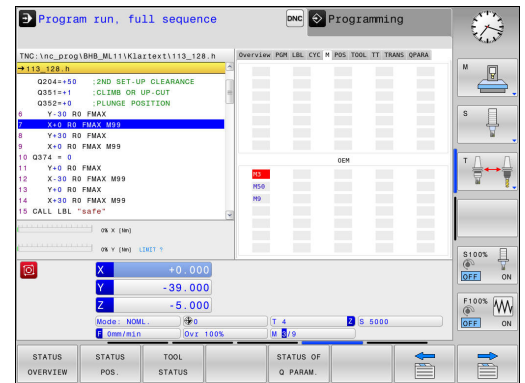 Program run, full sequence
DNC
Programming
TNC:\nc_prog\BHB_ML11\Klartext\113_128.h
→113_128.h
Q204=+50 ;2ND SET-UP CLEARANCE
Q351=+1 ;CLIMB OR UP-CUT
Q352=+0 ;PLUNGE POSITION
6 Y-30 R0 FMAX
7 X+0 R0 FMAX M99
8 Y+30 R0 FMAX
9 X+0 R0 FMAX M99
10 Q374 = 0
11 Y+0 R0 FMAX
12 X-30 R0 FMAX M99
13 Y+0 R0 FMAX
14 X+30 R0 FMAX M99
15 CALL LBL "safe"
0% X [Nm]
0% Y [Nm] LIMIT 1
Overview PGM LBL CYC M POS TOOL TT TRANS QPARA
OEM
M3
M50
M9
X +0.000
Y -39.000
Z -5.000
Mode: NOML. 0 T 4 Z S 5000
F 0mm/min Ovr 100% M 3/9
M
S
T
S100%
OFF ON
F100%
OFF ON
STATUS OVERVIEW
STATUS POS.
TOOL STATUS
STATUS OF Q PARAM.